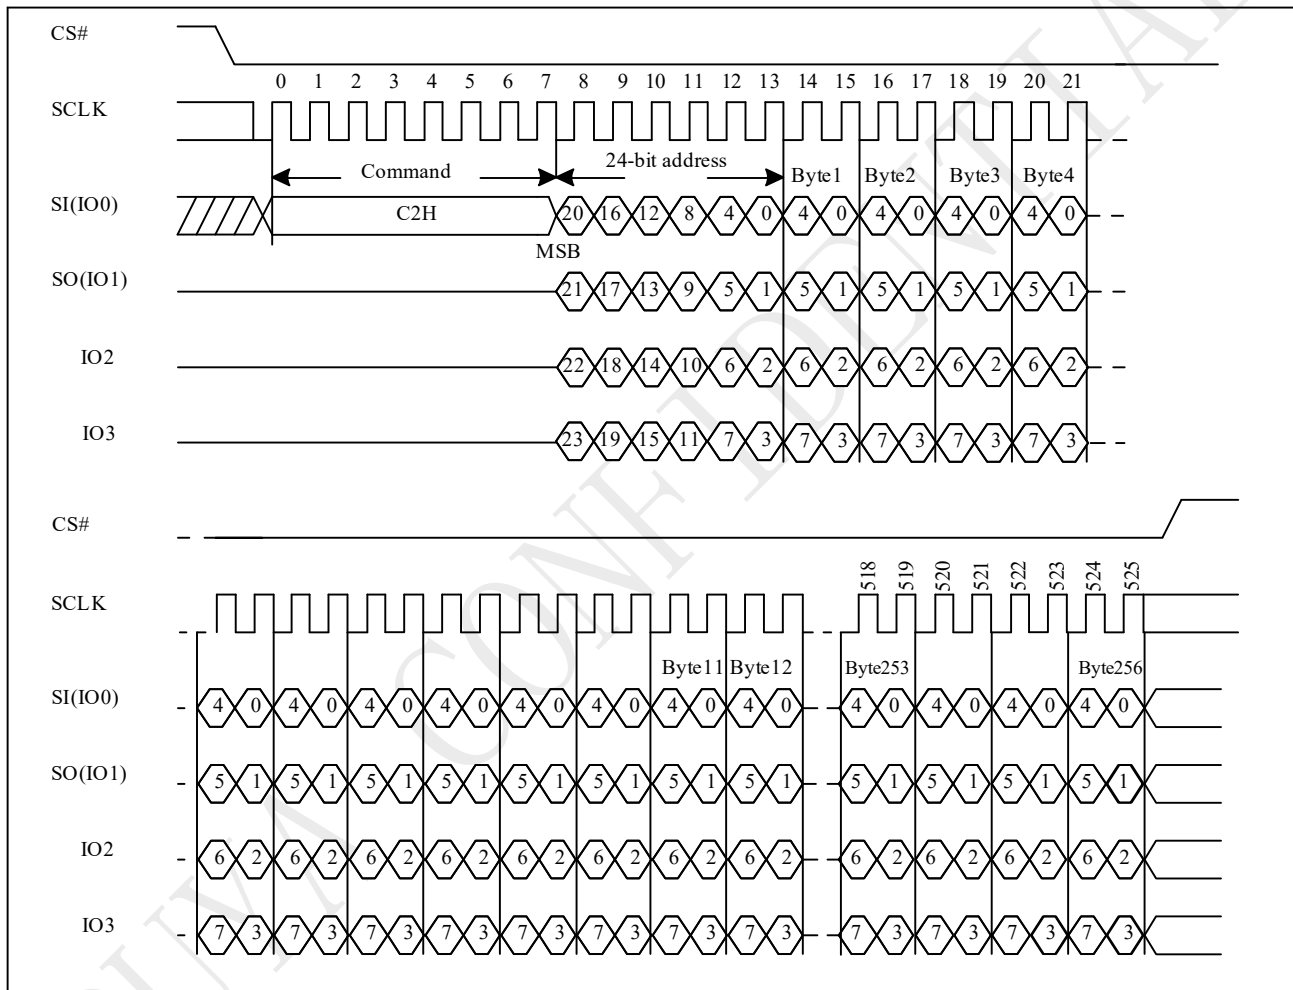 CS#
0 1 2 3 4 5 6 7 8 9 10 11 12 13 14 15 16 17 18 19 20 21
SCLK
Command 24-bit address Byte1 Byte2 Byte3 Byte4
SI(IO0) C2H 20 16 12 8 4 0 4 0 4 0 4 0 4 0
MSB
SO(IO1) 21 17 13 9 5 1 5 1 5 1 5 1 5 1
IO2 22 18 14 10 6 2 6 2 6 2 6 2 6 2
IO3 23 19 15 11 7 3 7 3 7 3 7 3 7 3
CS#
518 519 520 521 522 523 524 525
SCLK
Byte11 Byte12 Byte253 Byte256
SI(IO0) 4 0 4 0 4 0 4 0 4 0 4 0 4 0 4 0 4 0 4 0 4 0 4 0
SO(IO1) 5 1 5 1 5 1 5 1 5 1 5 1 5 1 5 1 5 1 5 1 5 1 5 1
IO2 6 2 6 2 6 2 6 2 6 2 6 2 6 2 6 2 6 2 6 2 6 2 6 2
IO3 7 3 7 3 7 3 7 3 7 3 7 3 7 3 7 3 7 3 7 3 7 3 7 3
PUYA CONFIDENTIAL